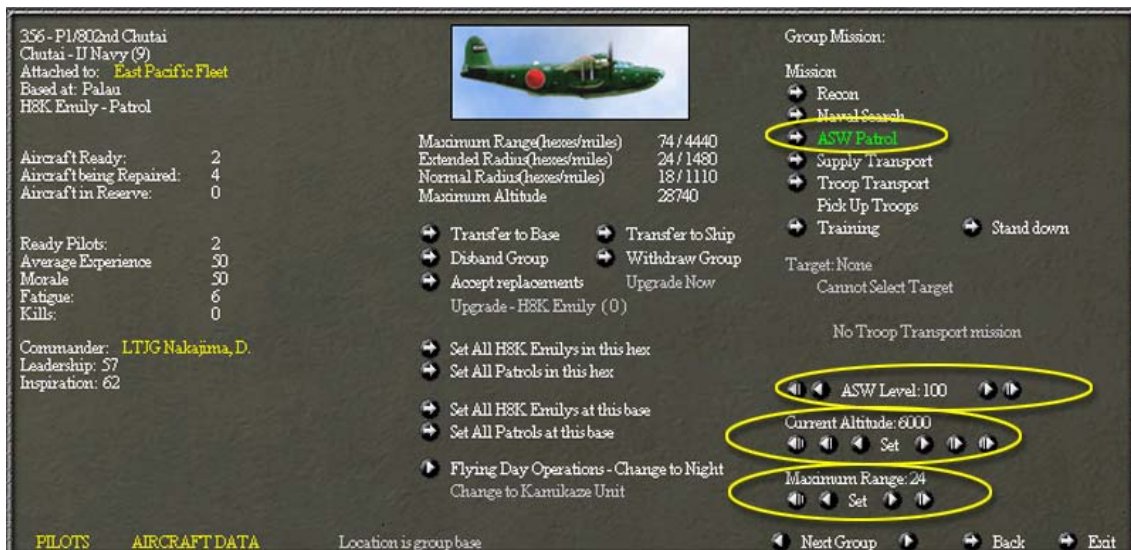 356 - P1/802nd Chutai
Chutai - IJ Navy (9)
Attached to: East Pacific Fleet
Based at: Palau
H8K Emily - Patrol
Aircraft Ready: 2
Aircraft being Repaired: 4
Aircraft in Reserve: 0
Ready Pilots: 2
Average Experience 50
Morale 50
Fatigue: 6
Kills: 0
Commander: LTJG Nakajima, D.
Leadership: 57
Inspiration: 62
PILOTS AIRCRAFT DATA
Maximum Range(hexes/miles) 74 / 4440
Extended Radius(hexes/miles) 24 / 1480
Normal Radius(hexes/miles) 18 / 1110
Maximum Altitude 28740
Transfer to Base Transfer to Ship
Disband Group Withdraw Group
Accept replacements Upgrade Now
Upgrade - H8K Emily ( 0 )
Set All H8K Emilys in this hex
Set All Patrols in this hex
Set All H8K Emilys at this base
Set All Patrols at this base
Flying Day Operations - Change to Night
Change to Kamikaze Unit
Location is group base
Group Mission:
Mission
Recon
Naval Search
ASW Patrol
Supply Transport
Troop Transport
Pick Up Troops
Training Stand down
Target: None
Cannot Select Target
No Troop Transport mission
ASW Level: 100
Current Altitude: 6000
Set
Maximum Range: 24
Set
Next Group Back Exit